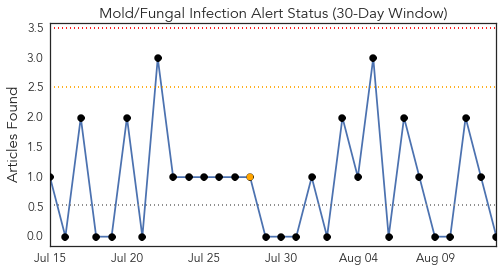 Mold/Fungal Infection Alert Status (30-Day Window)
Articles Found
3.5
3.0
2.5
2.0
1.5
1.0
0.5
0.0
Jul 15 Jul 20 Jul 25 Jul 30 Aug 04 Aug 09